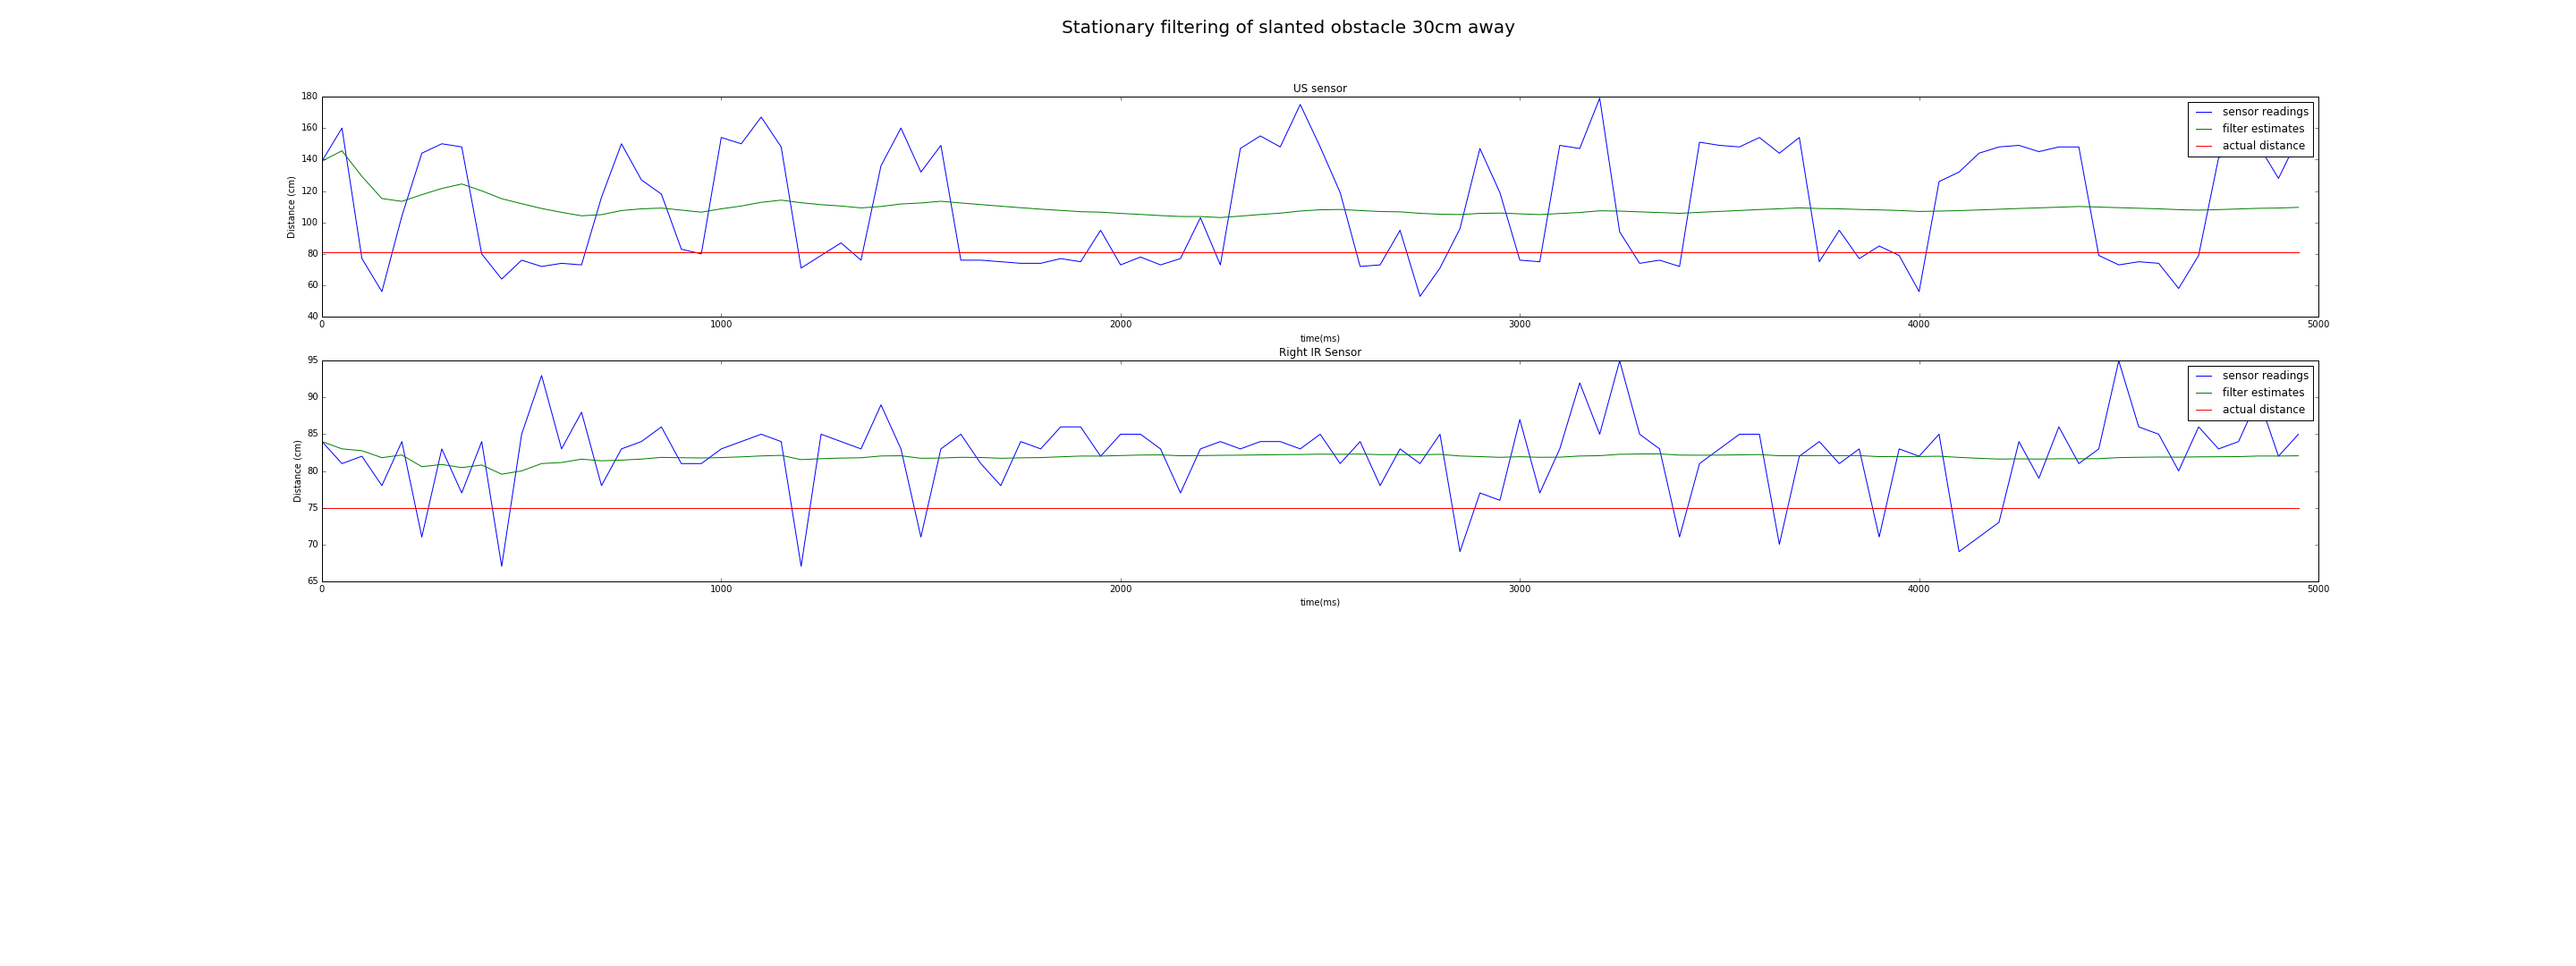 Stationary filtering of slanted obstacle 30cm away
US sensor
180
160
140
120
100
80
60
40
Distance (cm)
0 1000 2000 3000 4000 5000
time(ms)
sensor readings
filter estimates
actual distance
Right IR Sensor
95
90
85
80
75
70
65
Distance (cm)
0 1000 2000 3000 4000 5000
time(ms)
sensor readings
filter estimates
actual distance